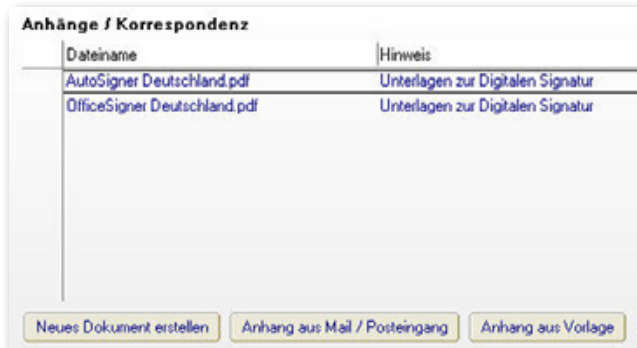 Anhänge / Korrespondenz
Dateiname Hinweis
AutoSigner Deutschland.pdf Unterlagen zur Digitalen Signatur
OfficeSigner Deutschland.pdf Unterlagen zur Digitalen Signatur
Neues Dokument erstellen Anhang aus Mail / Posteingang Anhang aus Vorlage